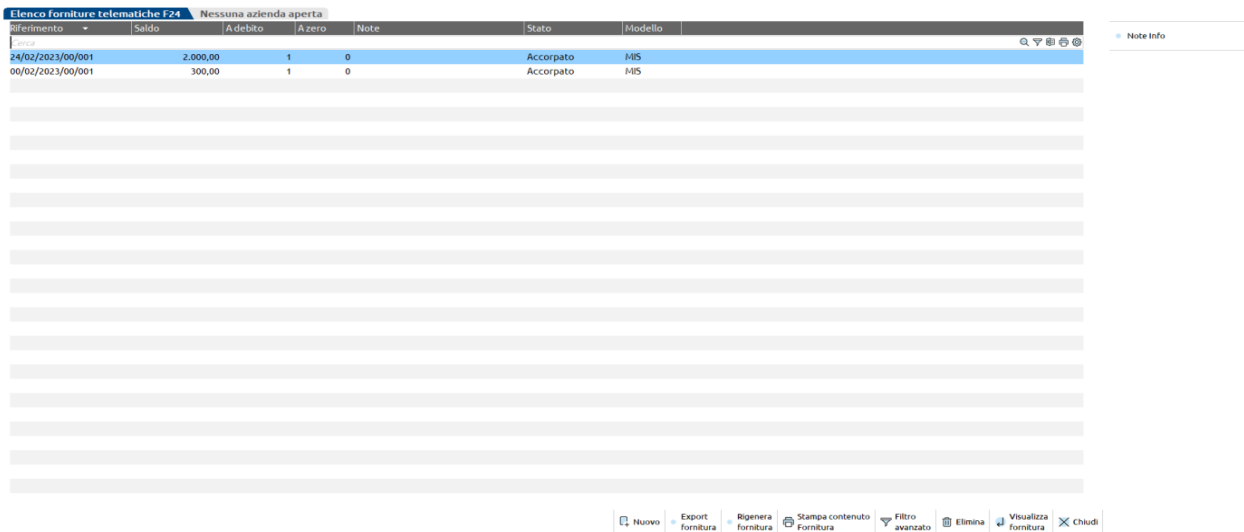 Elenco forniture telematiche F24 Nessuna azienda aperta
Riferimento Saldo A debito A zero Note Stato Modello
Cerca
Note Info
24/02/2023/00/001 2.000,00 1 0 Accorpato MI5
00/02/2023/00/001 300,00 1 0 Accorpato MI5
Nuovo Export fornitura Rigenera fornitura Stampa contenuto Fornitura Filtro avanzato Elimina Visualizza fornitura Chiudi